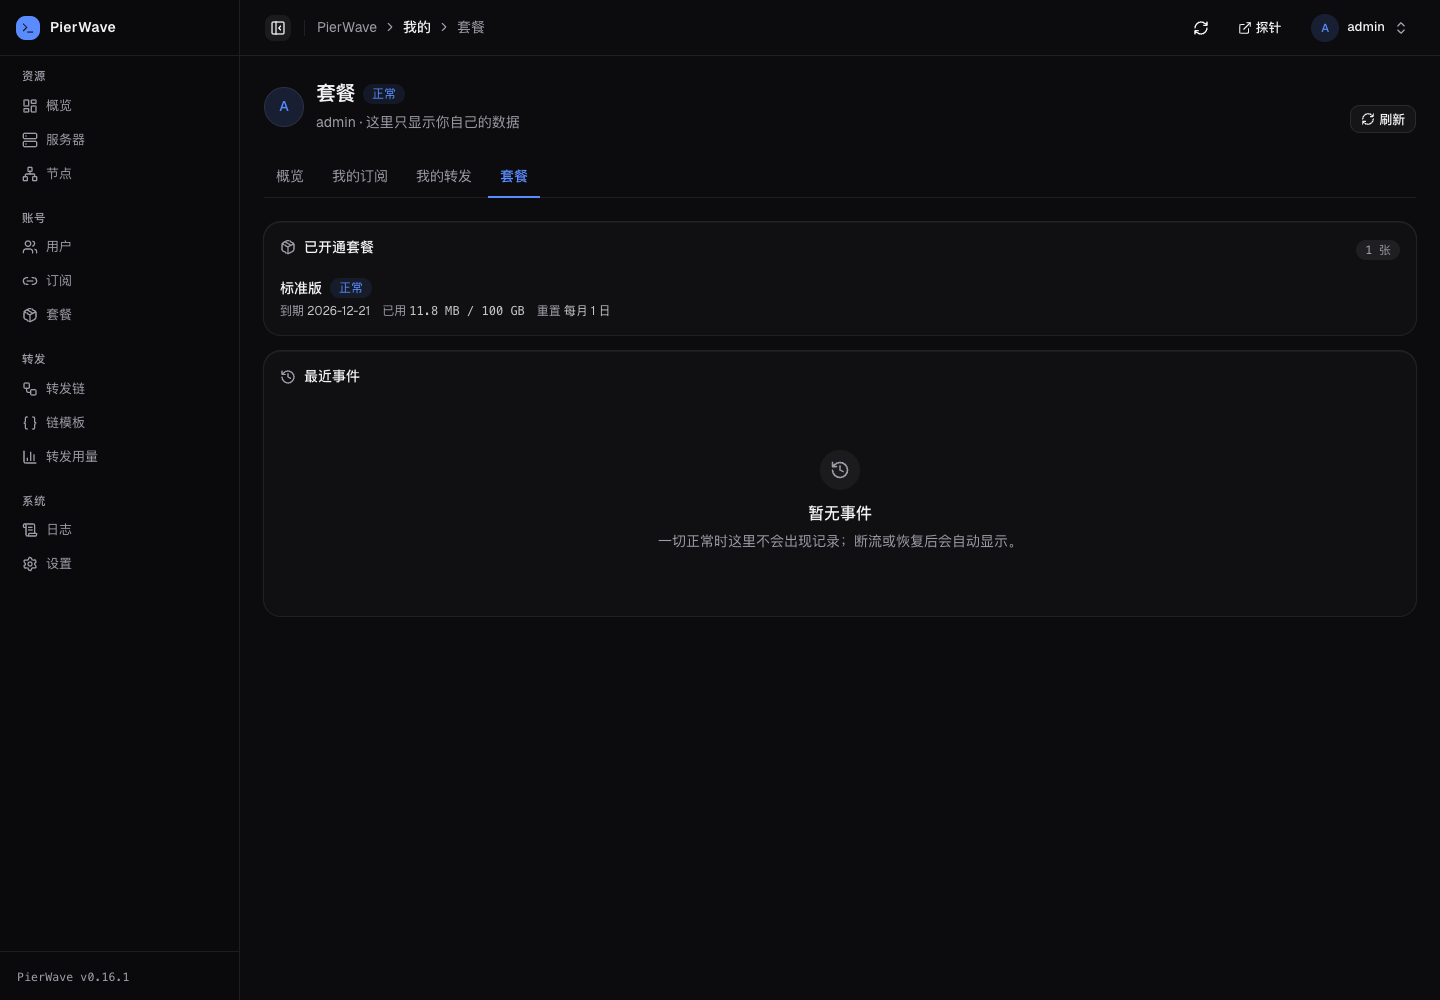 PierWave
资源
概览
服务器
节点
账号
用户
订阅
套餐
转发
转发链
链模板
转发用量
系统
日志
设置
PierWave v0.16.1
PierWave > 我的 > 套餐
探针
A
admin
A
套餐 正常
admin · 这里只显示你自己的数据
刷新
概览 我的订阅 我的转发 套餐
已开通套餐
1 张
标准版 正常
到期 2026-12-21 已用 11.8 MB / 100 GB 重置 每月 1 日
最近事件
暂无事件
一切正常时这里不会出现记录；断流或恢复后会自动显示。